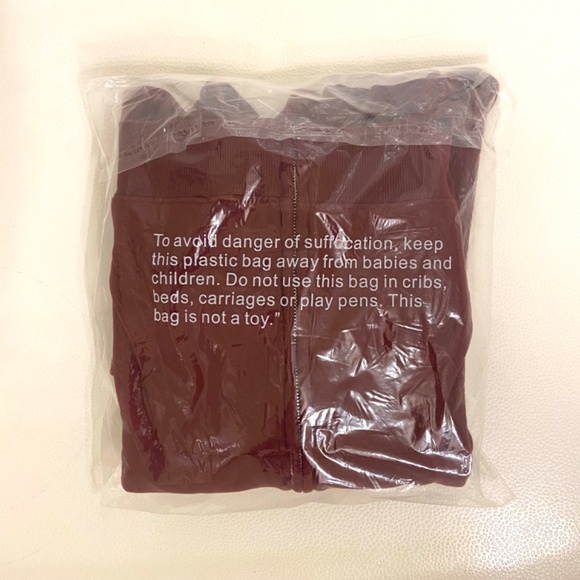 To avoid danger of suffocation, keep
this plastic bag away from babies and
children. Do not use this bag in cribs,
beds, carriages or play pens. This
bag is not a toy."